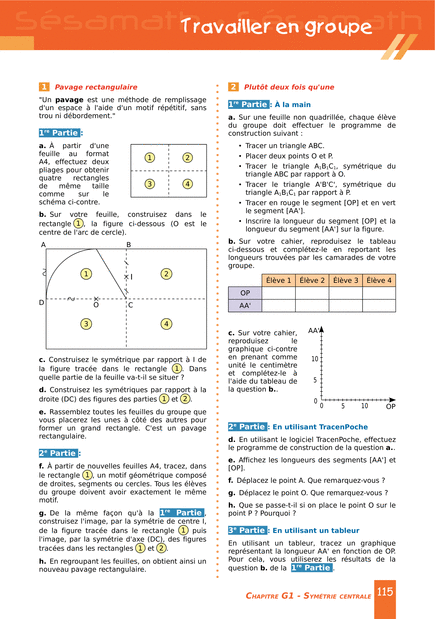 Sésamath
Travailler en groupe
1 Pavage rectangulaire
"Un pavage est une méthode de remplissage
d'un espace à l'aide d'un motif répétitif, sans
trou ni débordement."
1re Partie :
a. À partir d'une
feuille au format
A4, effectuez deux
pliages pour obtenir
quatre rectangles
de même taille
comme sur le
schéma ci-contre.
1 2
3 4
b. Sur votre feuille, construisez dans le
rectangle 1, la figure ci-dessous (O est le
centre de l'arc de cercle).
A B
1 2
I
D O C
3 4
c. Construisez le symétrique par rapport à I de
la figure tracée dans le rectangle 1. Dans
quelle partie de la feuille va-t-il se situer ?
d. Construisez les symétriques par rapport à la
droite (DC) des figures des parties 1 et 2.
e. Rassemblez toutes les feuilles du groupe que
vous placerez les unes à côté des autres pour
former un grand rectangle. C'est un pavage
rectangulaire.
2e Partie :
f. À partir de nouvelles feuilles A4, tracez, dans
le rectangle 1, un motif géométrique composé
de droites, segments ou cercles. Tous les élèves
du groupe doivent avoir exactement le même
motif.
g. De la même façon qu'à la 1re Partie,
construisez l'image, par la symétrie de centre I,
de la figure tracée dans le rectangle 1 puis
l'image, par la symétrie d'axe (DC), des figures
tracées dans les rectangles 1 et 2.
h. En regroupant les feuilles, on obtient ainsi un
nouveau pavage rectangulaire.
2 Plutôt deux fois qu'une
1re Partie : À la main
a. Sur une feuille non quadrillée, chaque élève
du groupe doit effectuer le programme de
construction suivant :
• Tracer un triangle ABC.
• Placer deux points O et P.
• Tracer le triangle A₁B₁C₁, symétrique du
triangle ABC par rapport à O.
• Tracer le triangle A'B'C', symétrique du
triangle A₁B₁C₁ par rapport à P.
• Tracer en rouge le segment [OP] et en vert
le segment [AA'].
• Inscrire la longueur du segment [OP] et la
longueur du segment [AA'] sur la figure.
b. Sur votre cahier, reproduisez le tableau
ci-dessous et complétez-le en reportant les
longueurs trouvées par les camarades de votre
groupe.
Élève 1 Élève 2 Élève 3 Élève 4
OP
AA'
c. Sur votre cahier,
reproduisez le
graphique ci-contre
en prenant comme
unité le centimètre
et complétez-le à
l'aide du tableau de
la question b..
AA'
10
5
0
0 5 10 OP
2e Partie : En utilisant TracenPoche
d. En utilisant le logiciel TracenPoche, effectuez
le programme de construction de la question a..
e. Affichez les longueurs des segments [AA'] et
[OP].
f. Déplacez le point A. Que remarquez-vous ?
g. Déplacez le point O. Que remarquez-vous ?
h. Que se passe-t-il si on place le point O sur le
point P ? Pourquoi ?
3e Partie : En utilisant un tableur
En utilisant un tableur, tracez un graphique
représentant la longueur AA' en fonction de OP.
Pour cela, vous utiliserez les résultats de la
question b. de la 1re Partie.
Chapitre G1 - Symétrie centrale 115